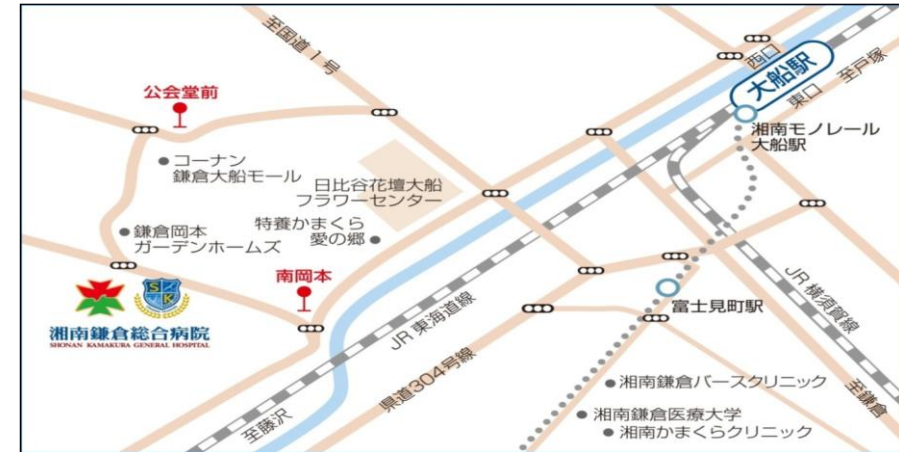 至国道1号
西口
大船駅
至戸塚
東口
公会堂前
湘南モノレール
大船駅
コーナン
鎌倉大船モール
日比谷花壇大船
フラワーセンター
特養かまくら
愛の郷
鎌倉岡本
ガーデンホームズ
南岡本
SK
湘南鎌倉総合病院
SHONAN KAMAKURA GENERAL HOSPITAL
JR東海道線
富士見町駅
JR横須賀線
県道304号線
至藤沢
至鎌倉
湘南鎌倉バースクリニック
湘南鎌倉医療大学
湘南かまくらクリニック